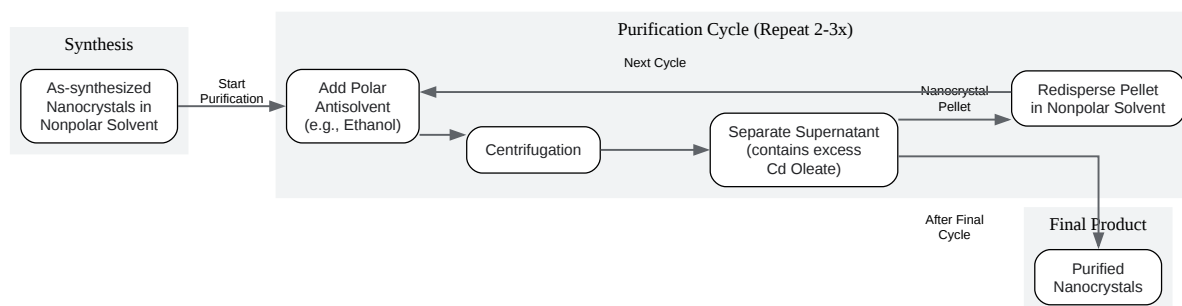 Synthesis
As-synthesized
Nanocrystals in
Nonpolar Solvent
Start
Purification
Purification Cycle (Repeat 2-3x)
Next Cycle
Add Polar
Antisolvent
(e.g., Ethanol)
Centrifugation
Separate Supernatant
(contains excess
Cd Oleate)
Nanocrystal
Pellet
Redisperse Pellet
in Nonpolar Solvent
After Final
Cycle
Final Product
Purified
Nanocrystals